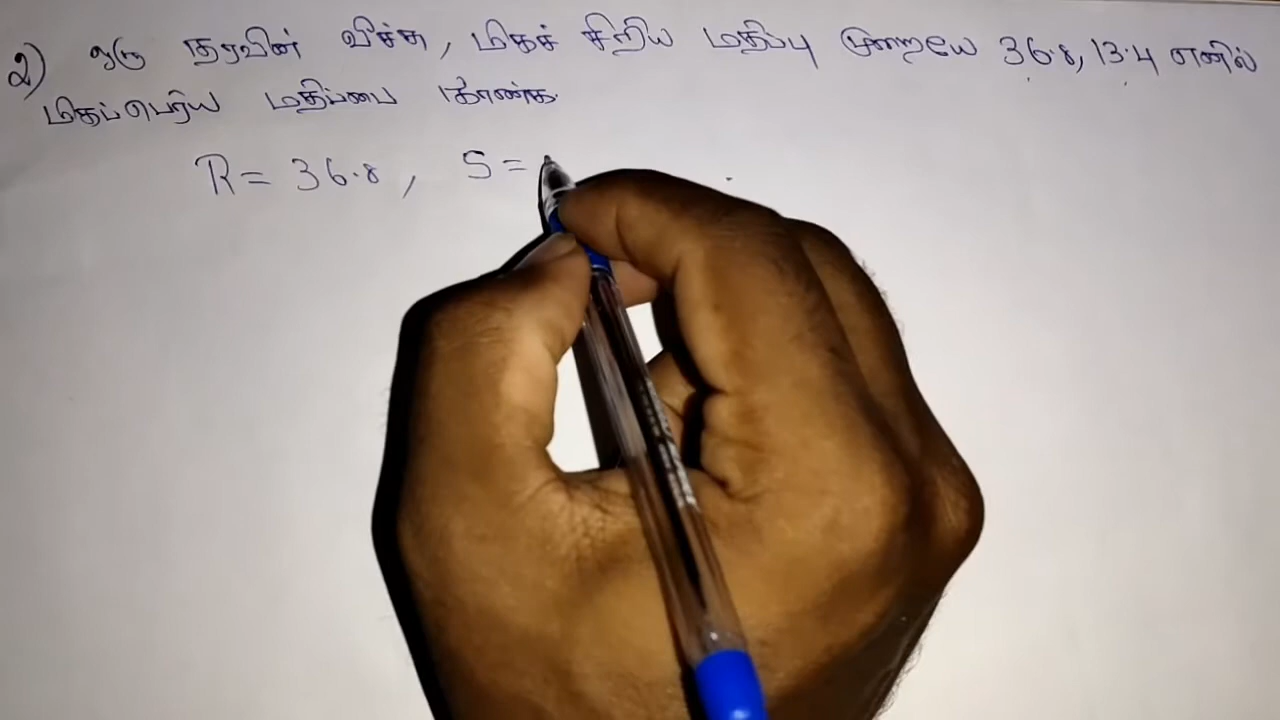 2) ஒரு தரவின் வீச்சு, மிகச் சிறிய மதிப்பு முறையே 36.8, 13.4 எனில்
மிகப்பெரிய மதிப்பை காண்க.
R = 36.8, S =